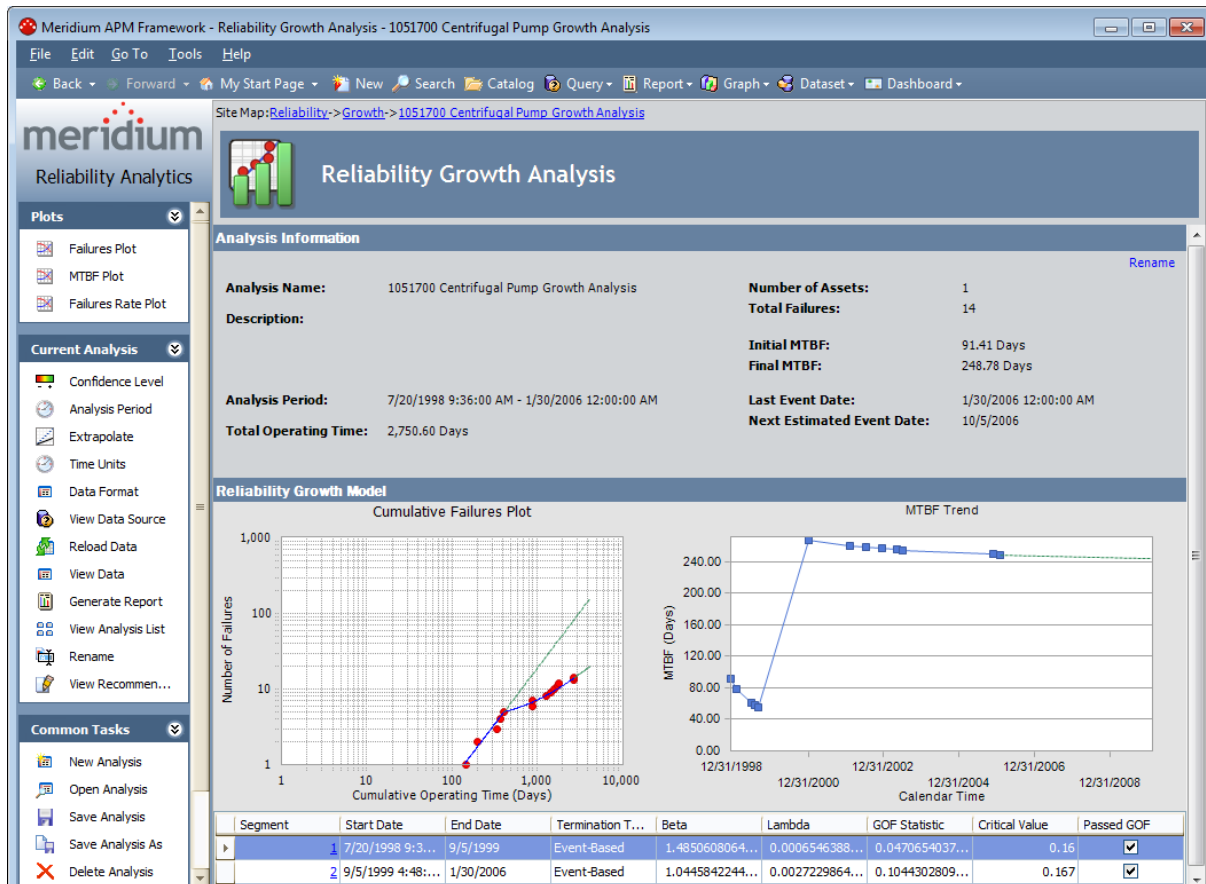 Meridium APM Framework - Reliability Growth Analysis - 1051700 Centrifugal Pump Growth Analysis
File Edit Go To Tools Help
Back Forward My Start Page New Search Catalog Query Report Graph Dataset Dashboard
meridium
Reliability Analytics
Plots
Failures Plot
MTBF Plot
Failures Rate Plot
Current Analysis
Confidence Level
Analysis Period
Extrapolate
Time Units
Data Format
View Data Source
Reload Data
View Data
Generate Report
View Analysis List
Rename
View Recommen...
Common Tasks
New Analysis
Open Analysis
Save Analysis
Save Analysis As
Delete Analysis
Site Map:Reliability->Growth->1051700 Centrifugal Pump Growth Analysis
Reliability Growth Analysis
Analysis Information
Rename
Analysis Name: 1051700 Centrifugal Pump Growth Analysis
Description:
Analysis Period: 7/20/1998 9:36:00 AM - 1/30/2006 12:00:00 AM
Total Operating Time: 2,750.60 Days
Number of Assets: 1
Total Failures: 14
Initial MTBF: 91.41 Days
Final MTBF: 248.78 Days
Last Event Date: 1/30/2006 12:00:00 AM
Next Estimated Event Date: 10/5/2006
Reliability Growth Model
Cumulative Failures Plot
Number of Failures
1,000
100
10
1
1 10 100 1,000 10,000
Cumulative Operating Time (Days)
MTBF Trend
MTBF (Days)
240.00
200.00
160.00
120.00
80.00
40.00
0.00
12/31/1998 12/31/2000 12/31/2002 12/31/2004 12/31/2006 12/31/2008
Calendar Time
Segment Start Date End Date Termination T... Beta Lambda GOF Statistic Critical Value Passed GOF
1 7/20/1998 9:3... 9/5/1999 Event-Based 1.4850608064... 0.0006546388... 0.0470654037... 0.16
2 9/5/1999 4:48:... 1/30/2006 Event-Based 1.0445842244... 0.0027229864... 0.1044302809... 0.167